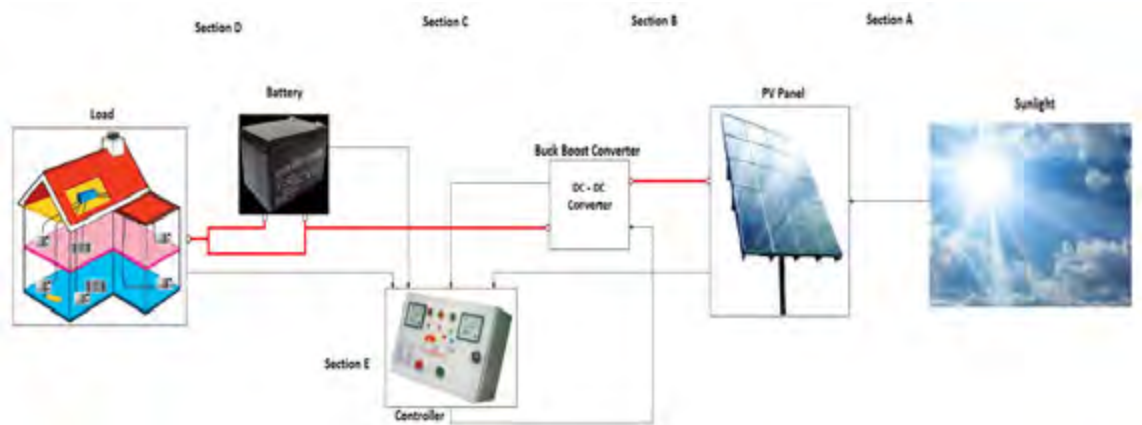 Section D
Section C
Section B
Section A
Load
Battery
PV Panel
Sunlight
Buck Boost Converter
DC - DC
Converter
Section E
Controller